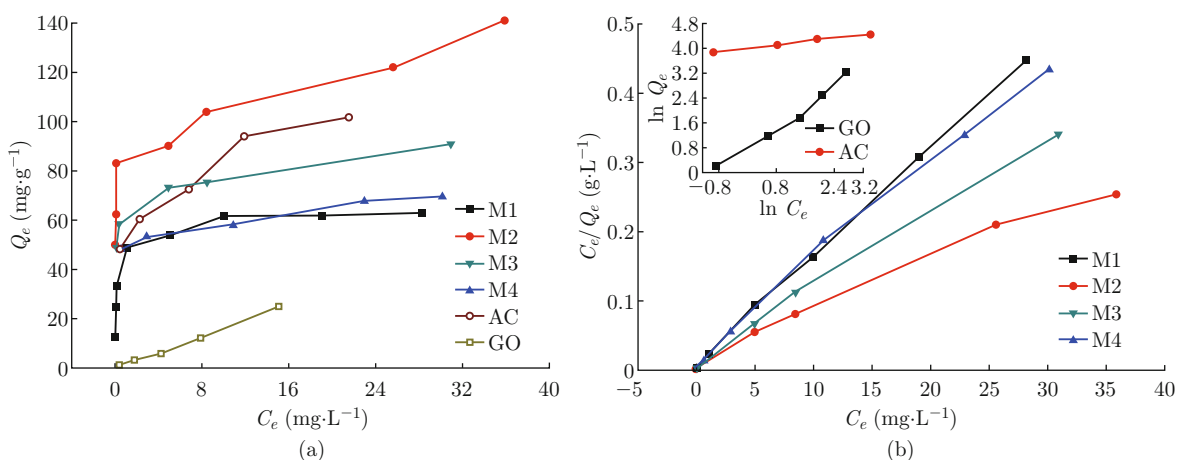 140
120
100
80
60
40
20
0
Q_e (mg·g⁻¹)
M1
M2
M3
M4
AC
GO
0 8 16 24 32 40
C_e (mg·L⁻¹)
(a)
0.5
0.4
0.3
0.2
0.1
0
C_e/Q_e (g·L⁻¹)
4.8
4.0
3.2
2.4
1.6
0.8
0
ln Q_e
GO
AC
−0.8 0.8 2.4 3.2
ln C_e
M1
M2
M3
M4
−5 0 5 10 15 20 25 30 35 40
C_e (mg·L⁻¹)
(b)